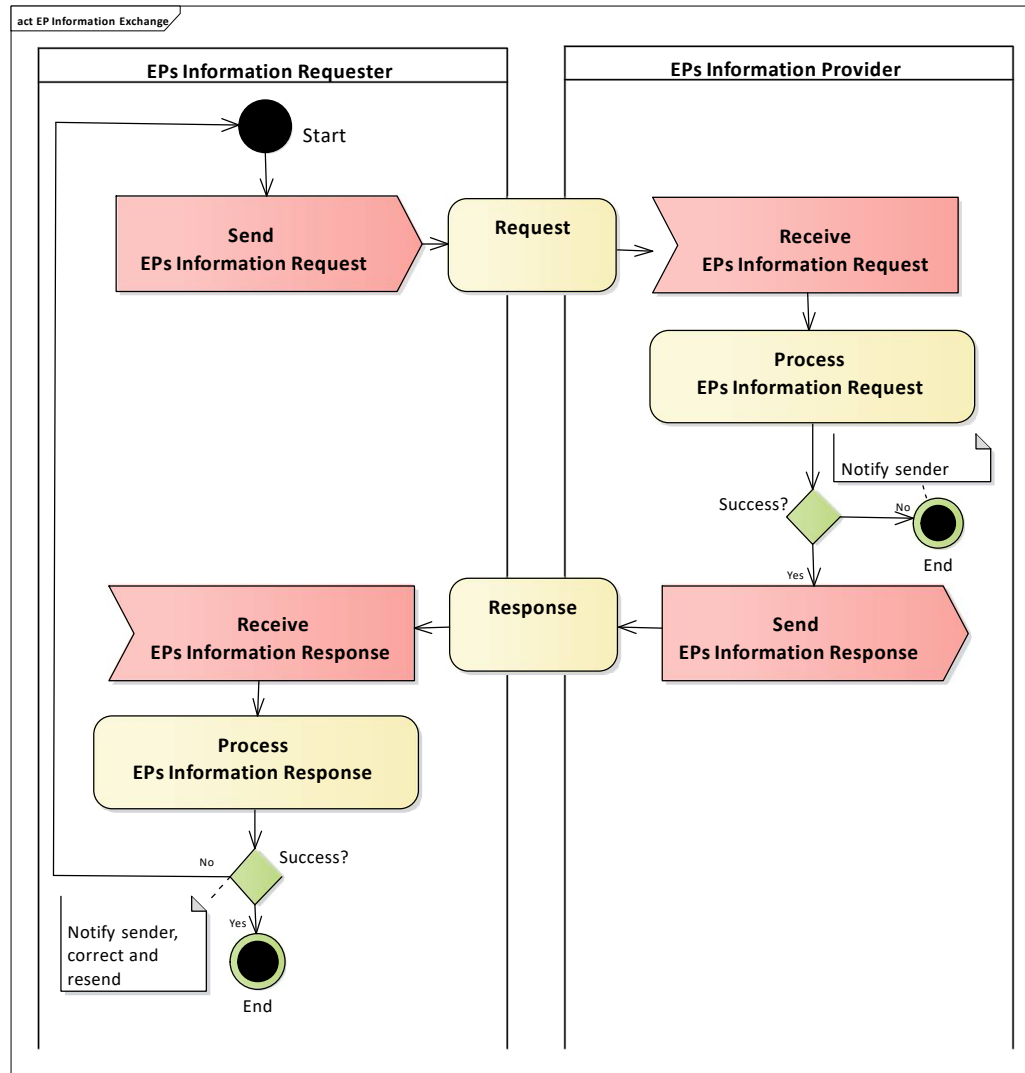 act EP Information Exchange
EPs Information Requester
EPs Information Provider
Start
Send
EPs Information Request
Request
Receive
EPs Information Request
Process
EPs Information Request
Notify sender
Success?
No
End
Yes
Receive
EPs Information Response
Response
Send
EPs Information Response
Process
EPs Information Response
No
Success?
Yes
Notify sender,
correct and
resend
End